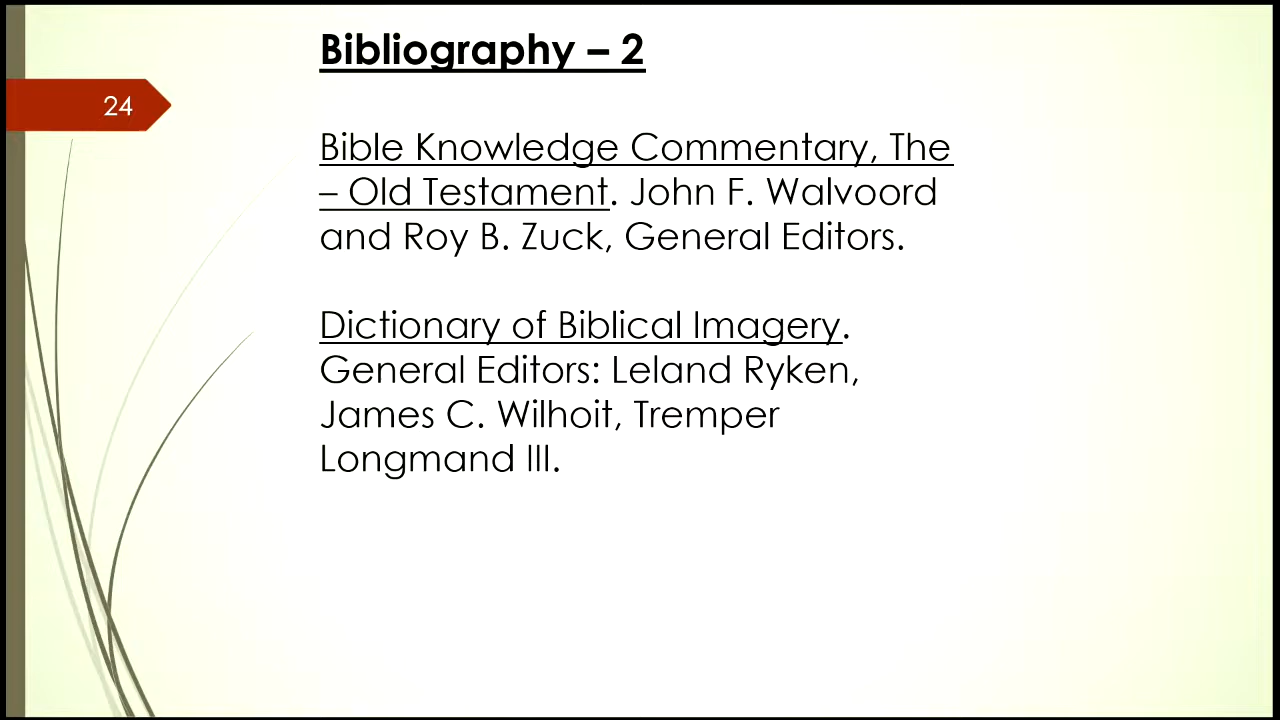 Bibliography – 2
24
Bible Knowledge Commentary, The
– Old Testament. John F. Walvoord
and Roy B. Zuck, General Editors.
Dictionary of Biblical Imagery.
General Editors: Leland Ryken,
James C. Wilhoit, Tremper
Longmand III.